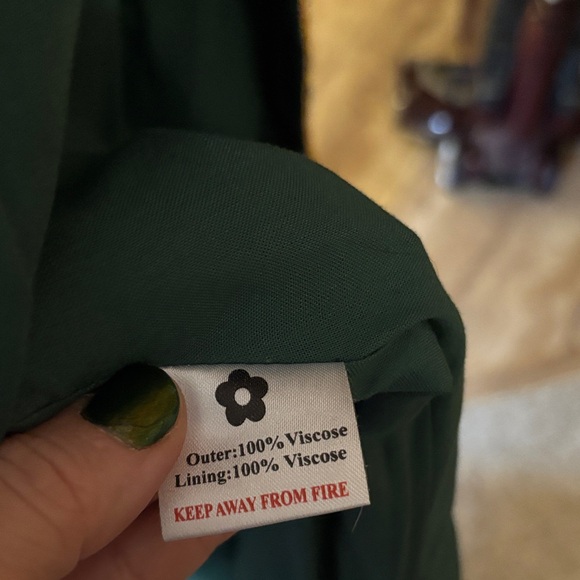 Outer:100% Viscose
Lining:100% Viscose
KEEP AWAY FROM FIRE